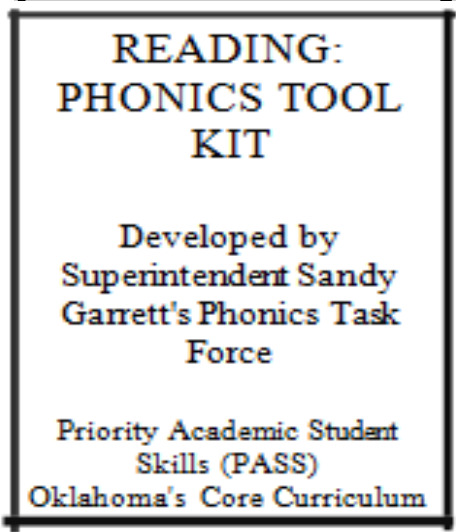 READING:
PHONICS TOOL
KIT
Developed by
Superintendent Sandy
Garrett's Phonics Task
Force
Priority Academic Student
Skills (PASS)
Oklahoma's Core Curriculum